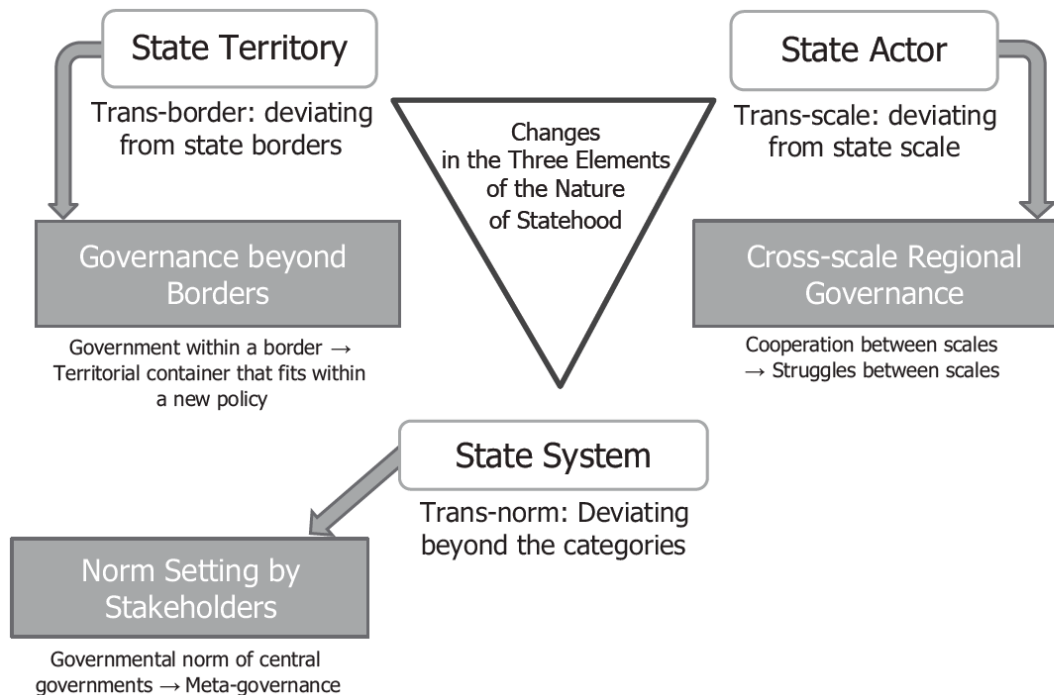 State Territory
Trans-border: deviating
from state borders
Governance beyond
Borders
Government within a border →
Territorial container that fits within
a new policy
Changes
in the Three Elements
of the Nature
of Statehood
State Actor
Trans-scale: deviating
from state scale
Cross-scale Regional
Governance
Cooperation between scales
→ Struggles between scales
State System
Trans-norm: Deviating
beyond the categories
Norm Setting by
Stakeholders
Governmental norm of central
governments → Meta-governance